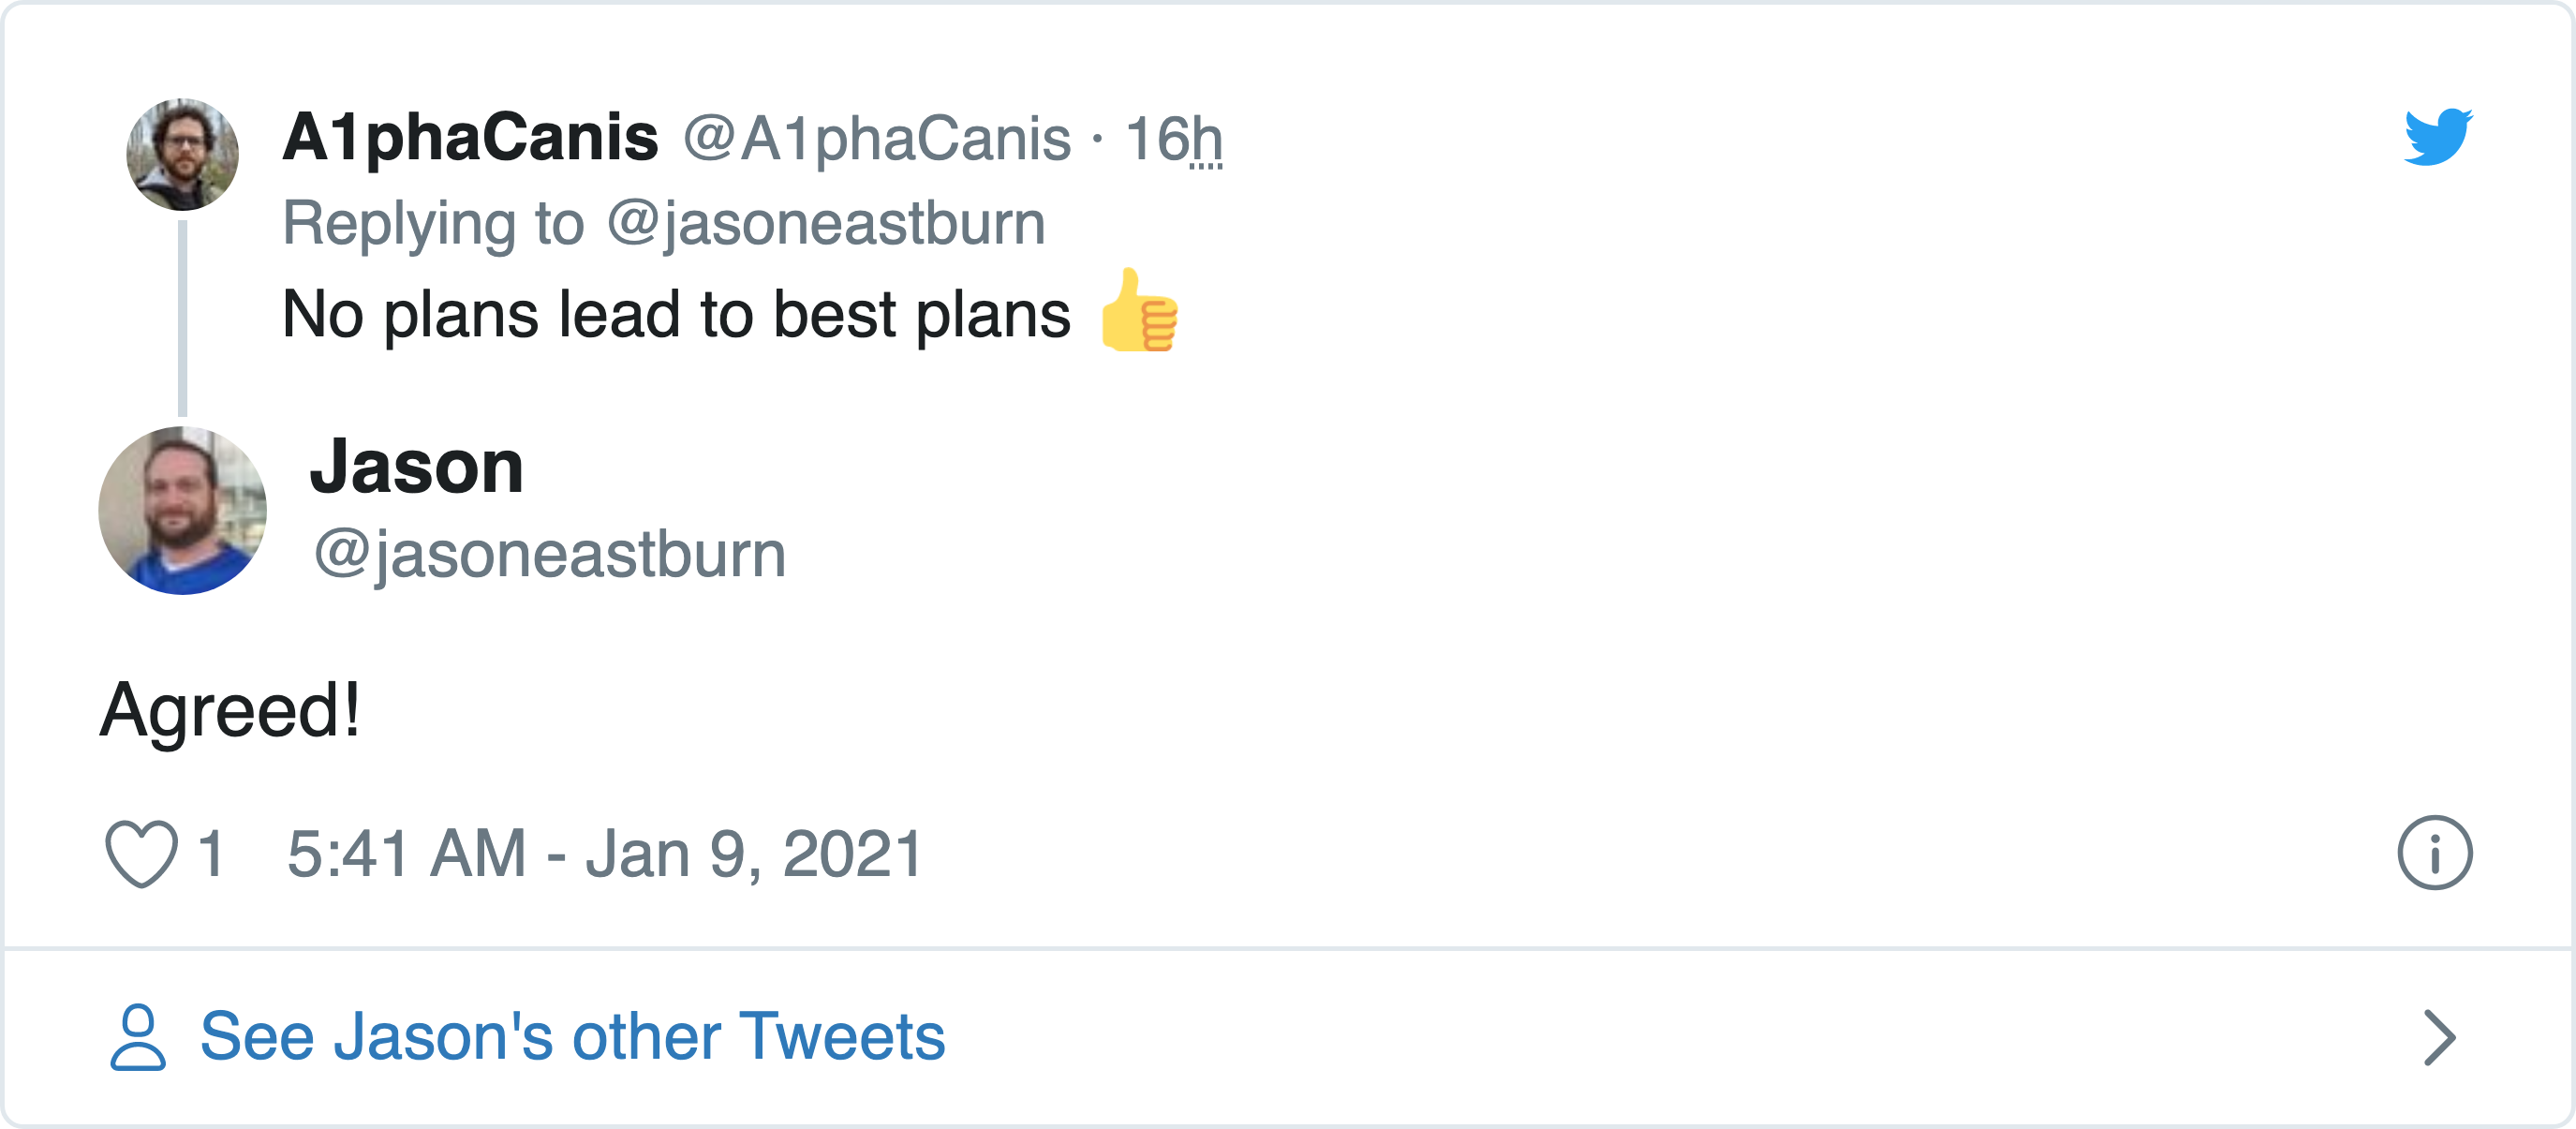 A1phaCanis @A1phaCanis · 16h
Replying to @jasoneastburn
No plans lead to best plans 👍
Jason
@jasoneastburn
Agreed!
1 5:41 AM - Jan 9, 2021
See Jason's other Tweets